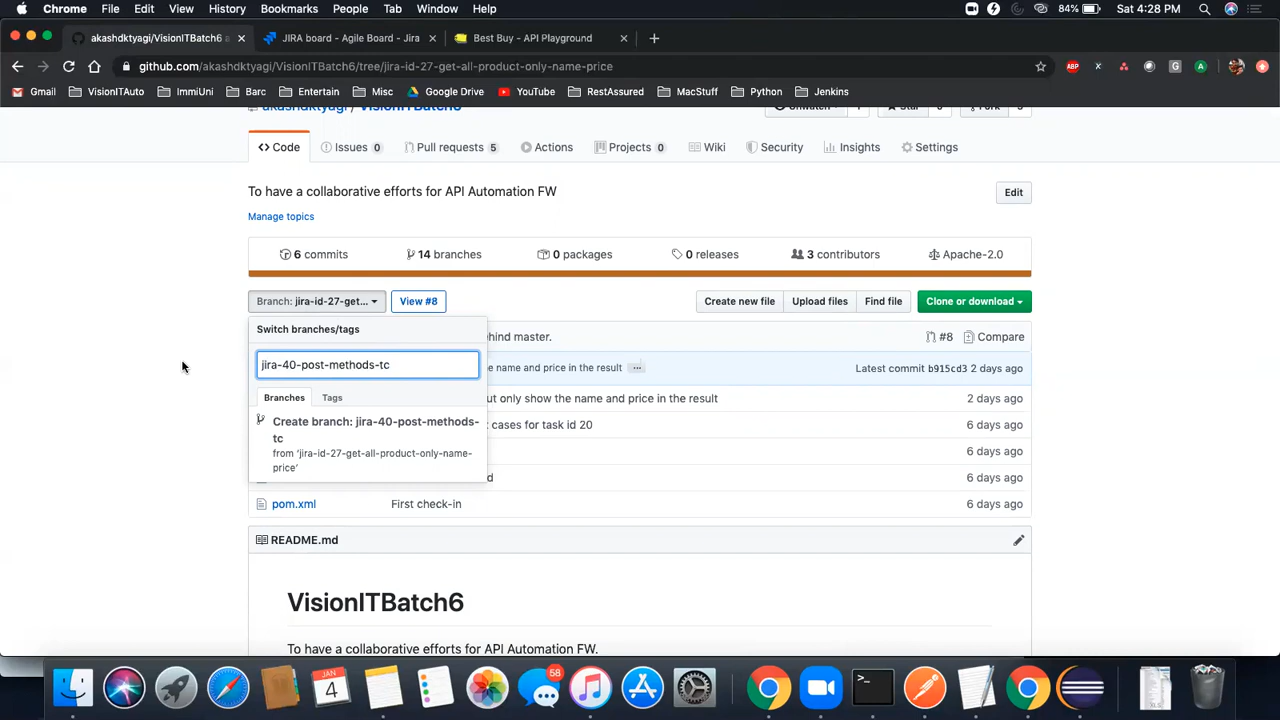 Chrome File Edit View History Bookmarks People Tab Window Help 84% Sat 4:28 PM
akashdktyagi/VisionITBatch6 a JIRA board - Agile Board - Jira Best Buy - API Playground
github.com/akashdktyagi/VisionITBatch6/tree/jira-id-27-get-all-product-only-name-price
Gmail VisionITAuto ImmiUni Barc Entertain Misc Google Drive YouTube RestAssured MacStuff Python Jenkins
akashdktyagi / VisionITBatch6 Unwatch Star Fork
Code Issues 0 Pull requests 5 Actions Projects 0 Wiki Security Insights Settings
To have a collaborative efforts for API Automation FW Edit
Manage topics
6 commits 14 branches 0 packages 0 releases 3 contributors Apache-2.0
Branch: jira-id-27-get... View #8 Create new file Upload files Find file Clone or download
Switch branches/tags
ehind master. #8 Compare
jira-40-post-methods-tc
e name and price in the result ... Latest commit b915cd3 2 days ago
Branches Tags
ut only show the name and price in the result 2 days ago
Create branch: jira-40-post-methods-
tc
cases for task id 20 6 days ago
from 'jira-id-27-get-all-product-only-name-
price'
6 days ago
d 6 days ago
pom.xml First check-in 6 days ago
README.md
VisionITBatch6
To have a collaborative efforts for API Automation FW.
JAN
4
58